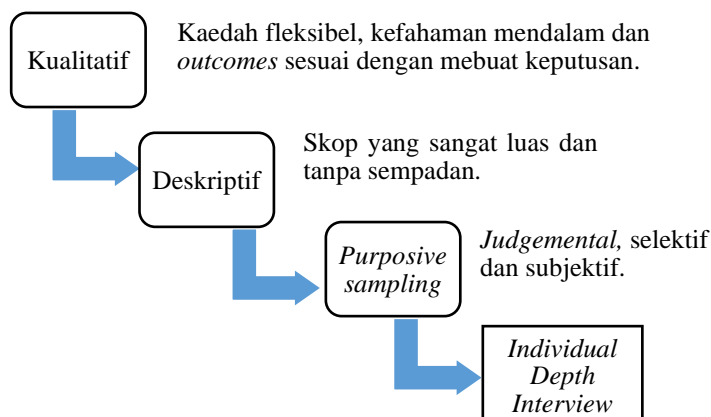 Kualitatif
Kaedah fleksibel, kefahaman mendalam dan
outcomes sesuai dengan mebuat keputusan.
Deskriptif
Skop yang sangat luas dan
tanpa sempadan.
Purposive
sampling
Judgemental, selektif
dan subjektif.
Individual
Depth
Interview